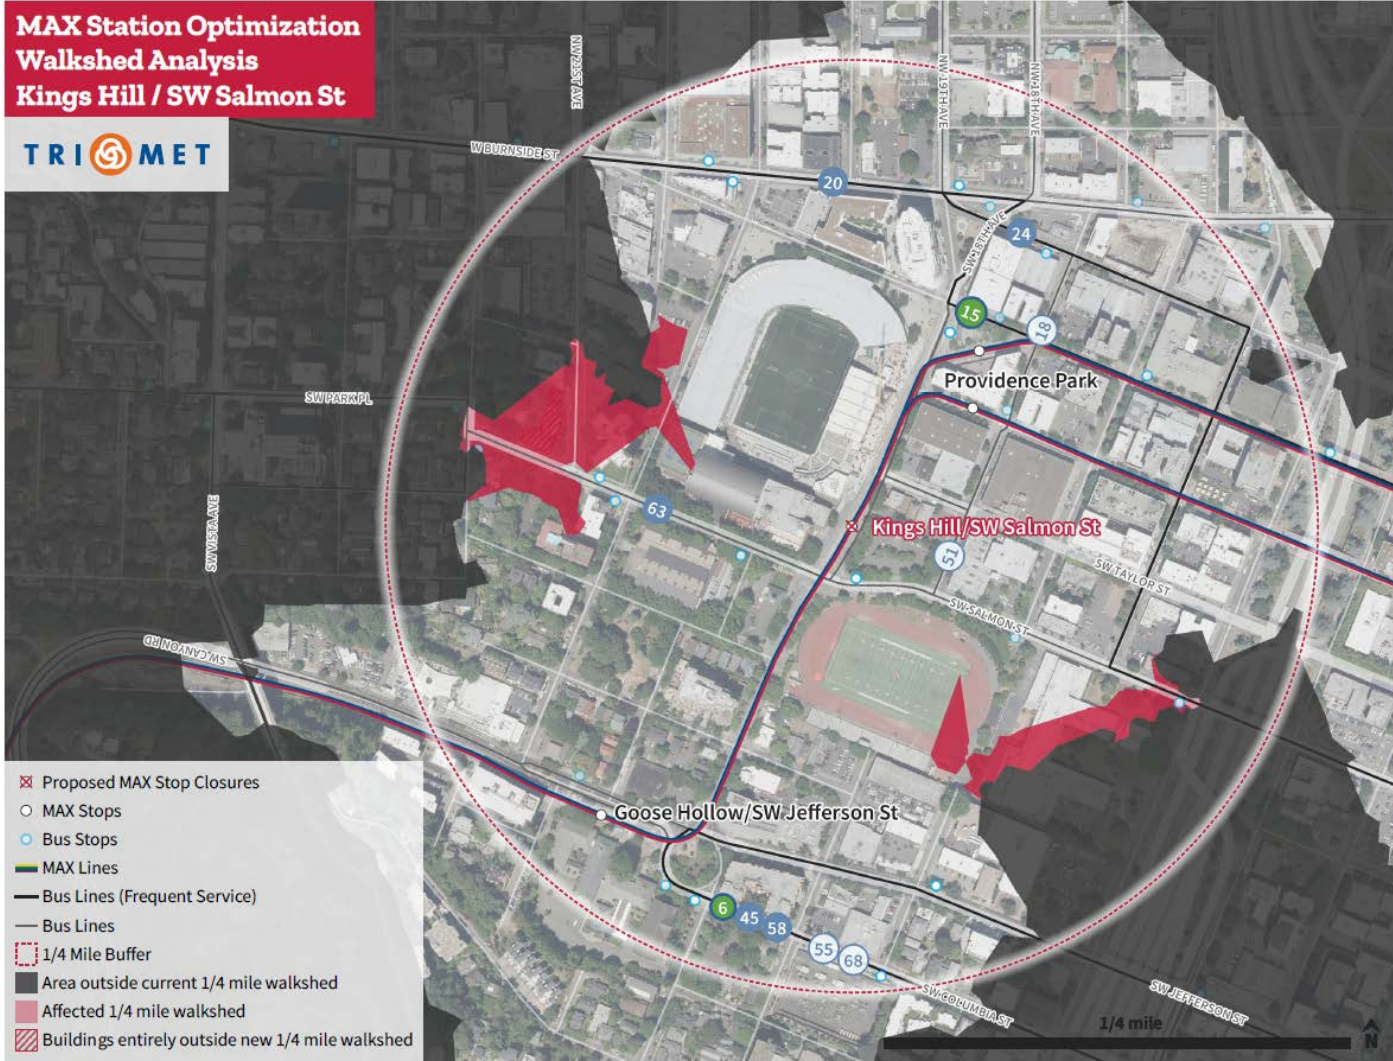 MAX Station Optimization
Walkshed Analysis
Kings Hill / SW Salmon St
TRIMET
NW 21ST AVE
NW 19TH AVE
NW 18TH AVE
W BURNSIDE ST
20
SW 18TH AVE
24
15
18
Providence Park
SW PARK PL
63
Kings Hill/SW Salmon St
51
SW VISTA AVE
SW TAYLOR ST
SW SALMON ST
SW CANYON RD
Goose Hollow/SW Jefferson St
6
45
58
55
68
SW COLUMBIA ST
SW JEFFERSON ST
Proposed MAX Stop Closures
MAX Stops
Bus Stops
MAX Lines
Bus Lines (Frequent Service)
Bus Lines
1/4 Mile Buffer
Area outside current 1/4 mile walkshed
Affected 1/4 mile walkshed
Buildings entirely outside new 1/4 mile walkshed
1/4 mile
N